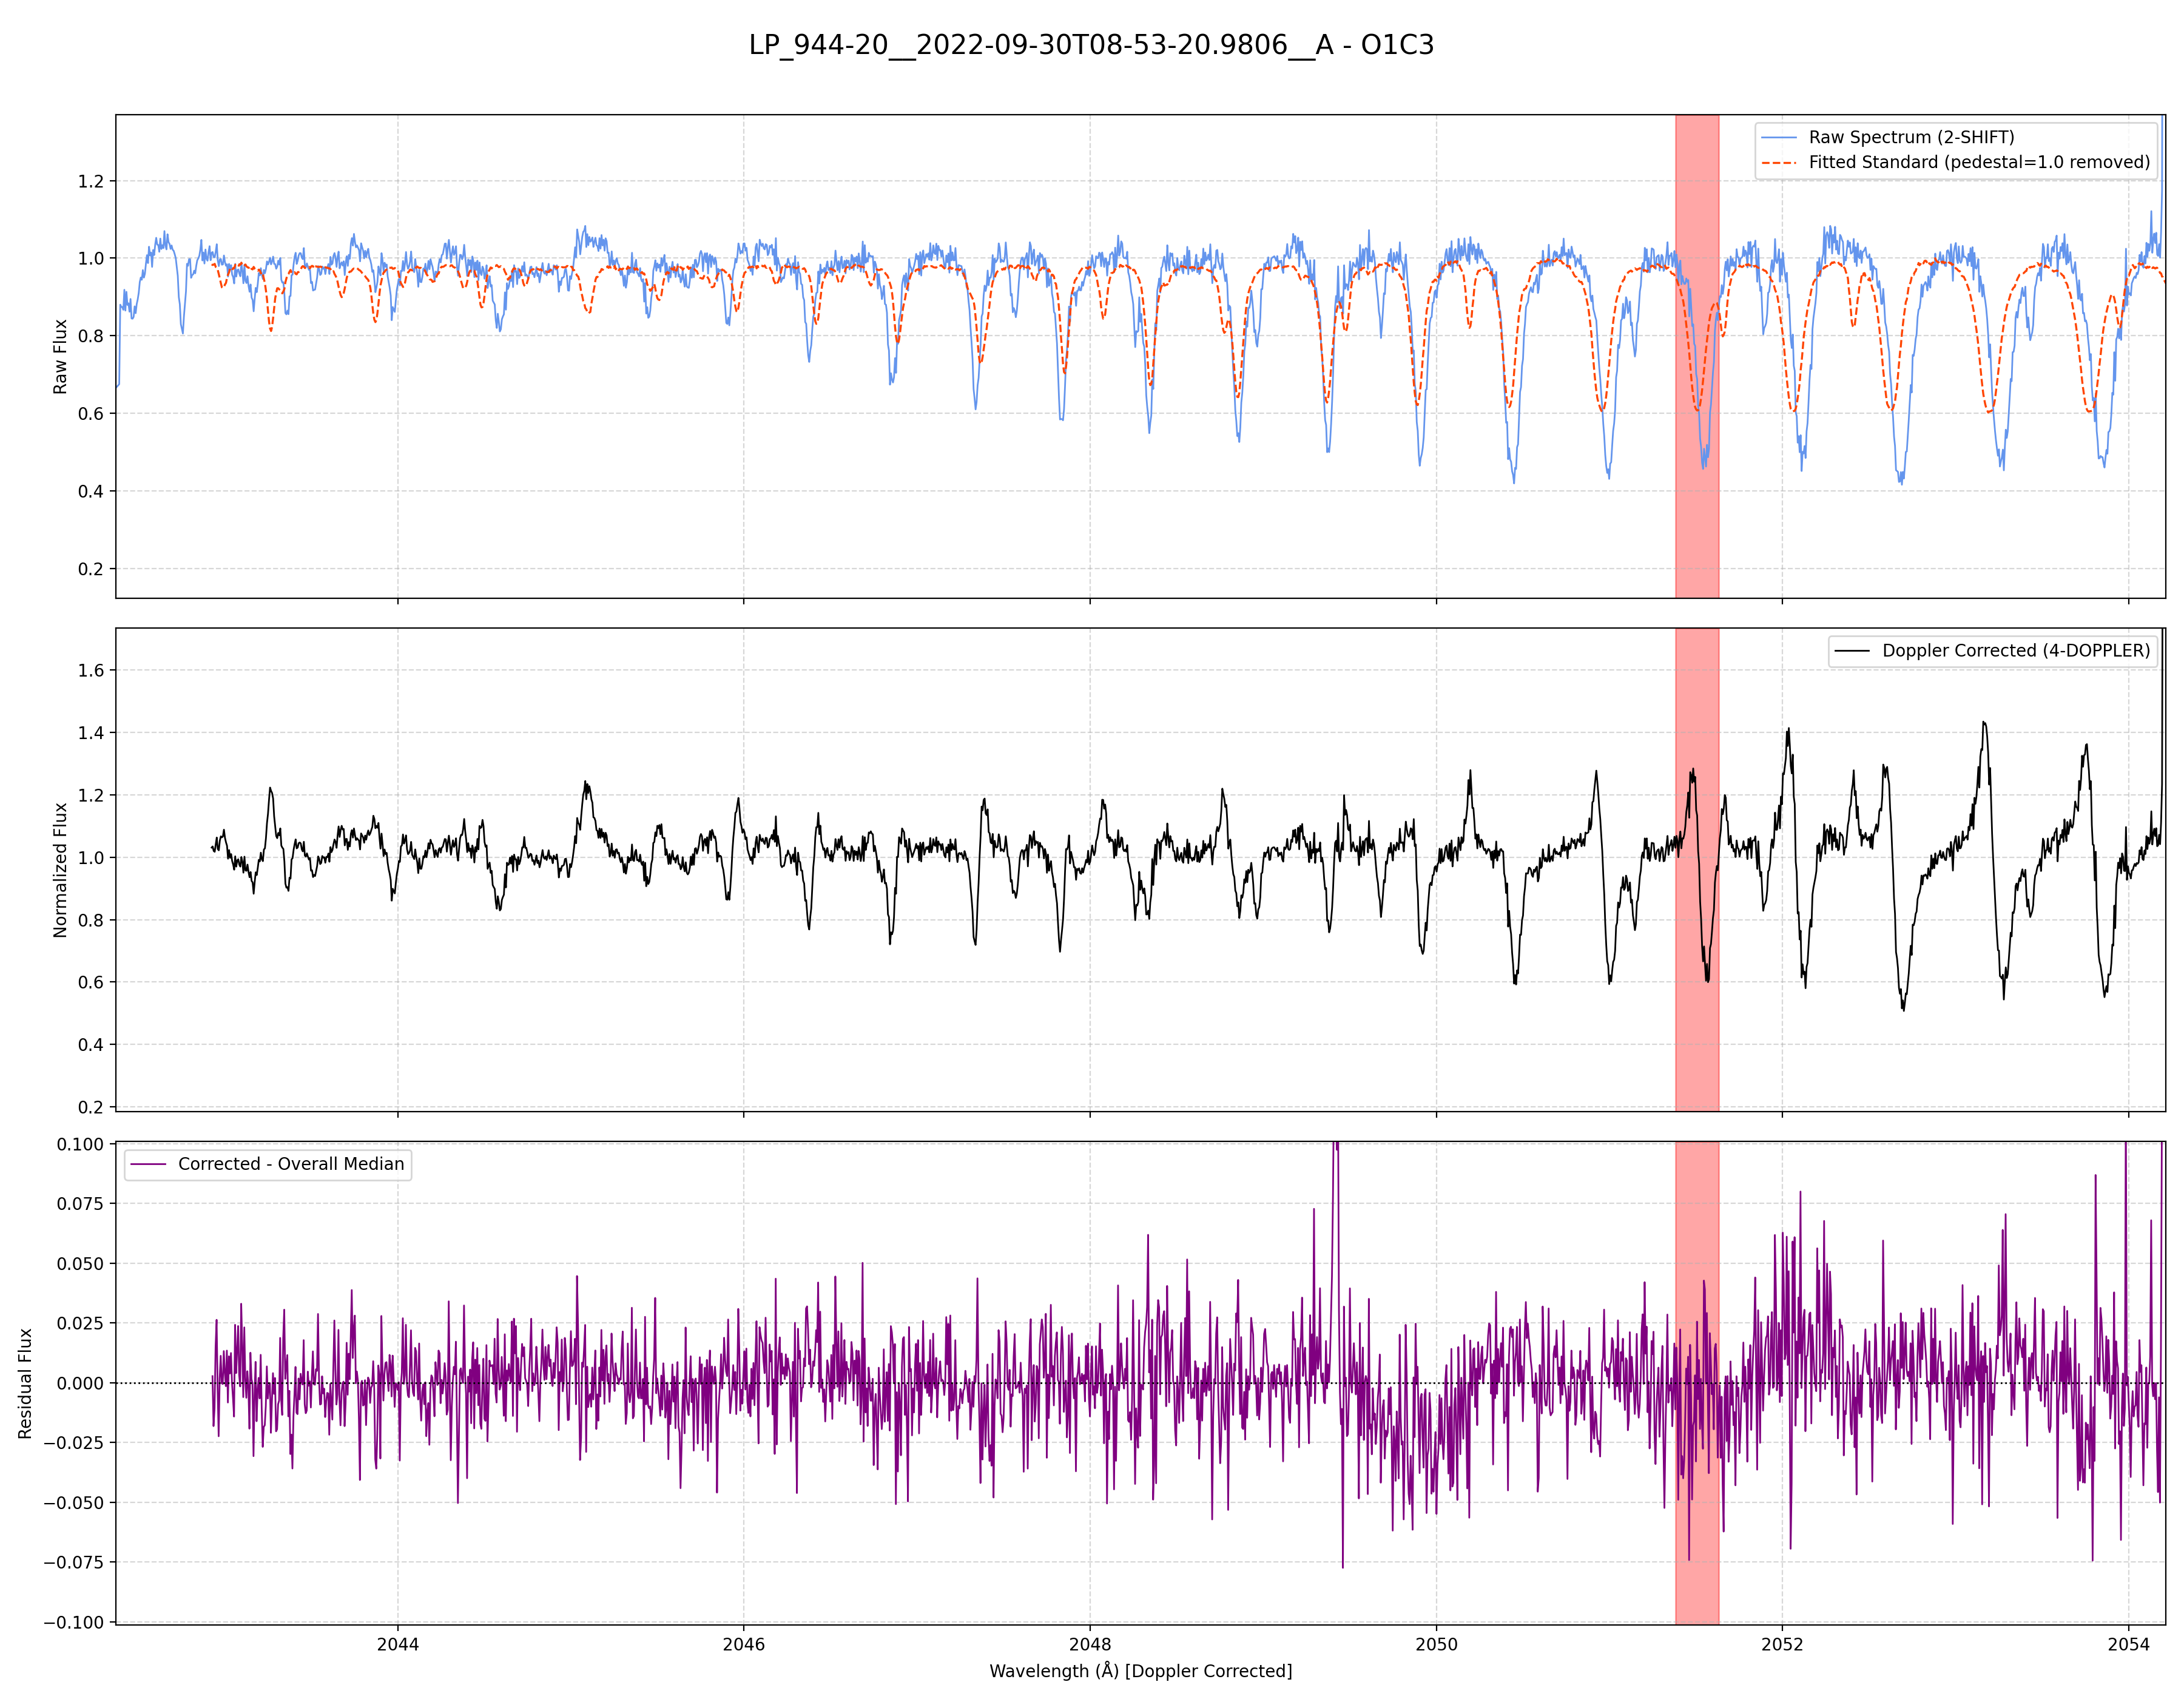 LP_944-20__2022-09-30T08-53-20.9806__A - O1C3
Raw Spectrum (2-SHIFT)
Fitted Standard (pedestal=1.0 removed)
Raw Flux
1.2
1.0
0.8
0.6
0.4
0.2
Doppler Corrected (4-DOPPLER)
Normalized Flux
1.6
1.4
1.2
1.0
0.8
0.6
0.4
0.2
Corrected - Overall Median
Residual Flux
0.100
0.075
0.050
0.025
0.000
−0.025
−0.050
−0.075
−0.100
2044 2046 2048 2050 2052 2054
Wavelength (Å) [Doppler Corrected]